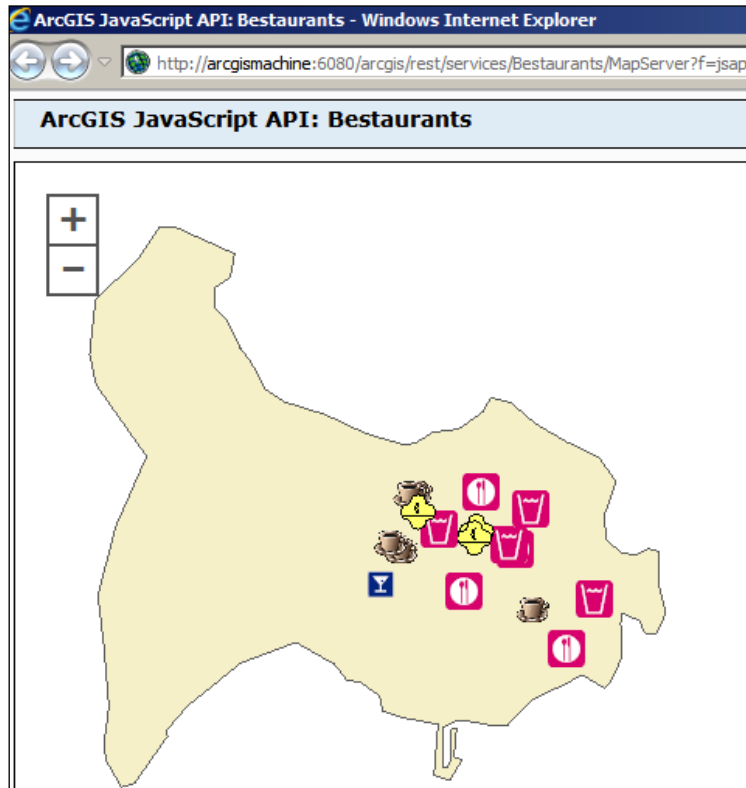 ArcGIS JavaScript API: Bestaurants - Windows Internet Explorer
http://arcgismachine:6080/arcgis/rest/services/Bestaurants/MapServer?f=jsap
ArcGIS JavaScript API: Bestaurants
+
−